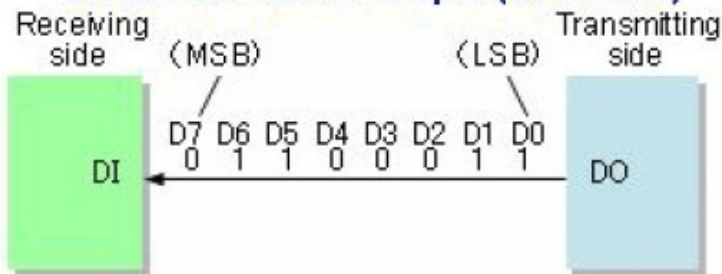 Receiving side
Transmitting side
(MSB)
(LSB)
D7 D6 D5 D4 D3 D2 D1 D0
0 1 1 0 0 0 1 1
DI
DO